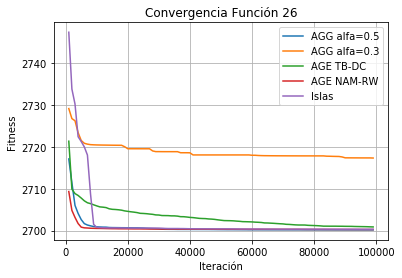 Convergencia Función 26
Fitness
2740
2730
2720
2710
2700
AGG alfa=0.5
AGG alfa=0.3
AGE TB-DC
AGE NAM-RW
Islas
0
20000
40000
60000
80000
100000
Iteración